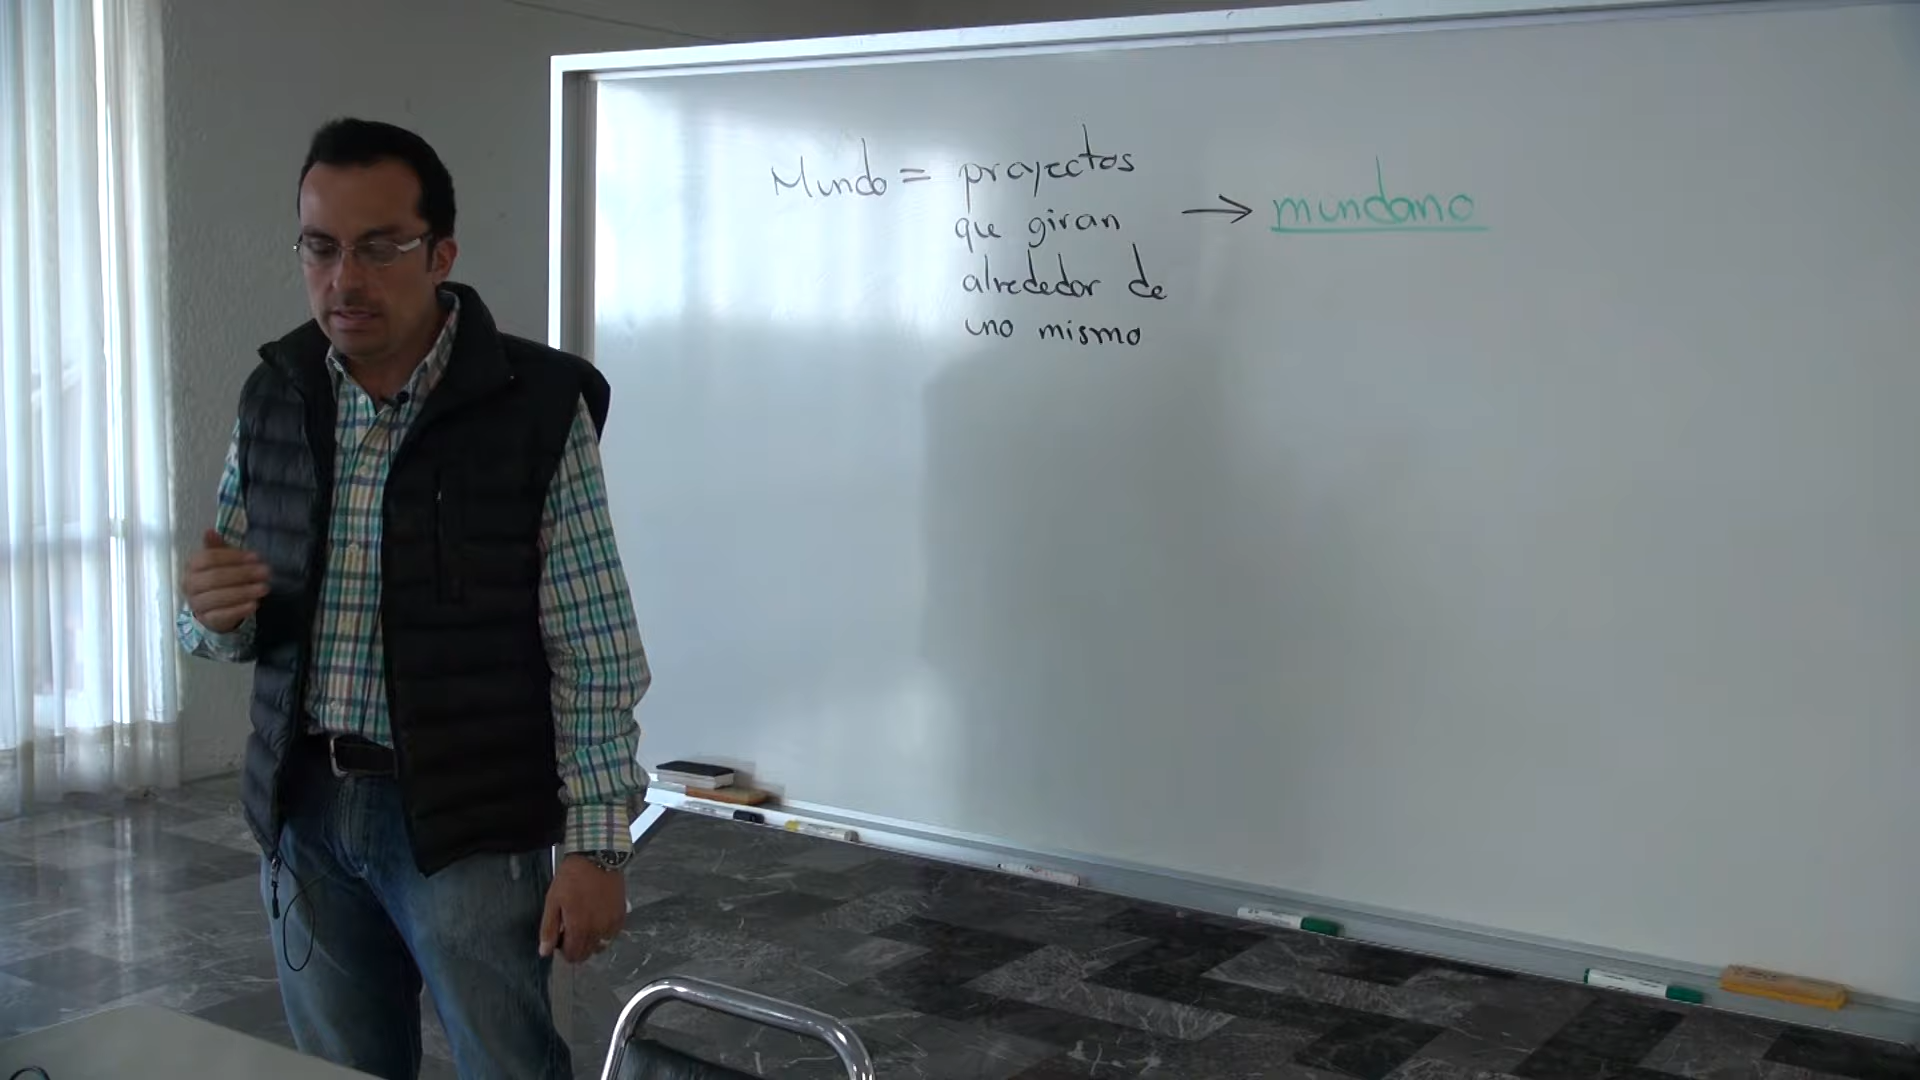 Mundo = proyectos
que giran
alrededor de
uno mismo
→ mundano